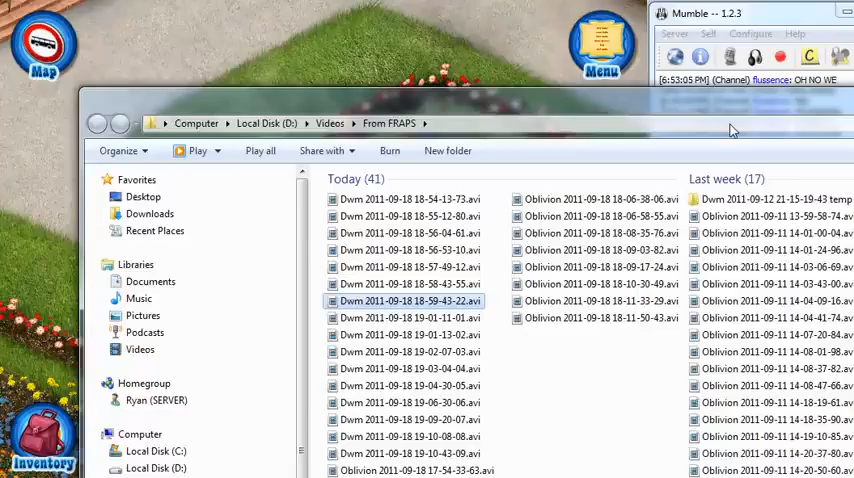 Map
Menu
Mumble -- 1.2.3
Server Self Configure Help
[6:53:05 PM] (Channel) flussence: OH NO WE
Computer Local Disk (D:) Videos From FRAPS
Organize Play Play all Share with Burn New folder
Favorites
Desktop
Downloads
Recent Places
Libraries
Documents
Music
Pictures
Podcasts
Videos
Homegroup
Ryan (SERVER)
Computer
Local Disk (C:)
Local Disk (D:)
Inventory
Today (41)
Dwm 2011-09-18 18-54-13-73.avi
Dwm 2011-09-18 18-55-12-80.avi
Dwm 2011-09-18 18-56-04-61.avi
Dwm 2011-09-18 18-56-53-10.avi
Dwm 2011-09-18 18-57-49-12.avi
Dwm 2011-09-18 18-58-43-55.avi
Dwm 2011-09-18 18-59-43-22.avi
Dwm 2011-09-18 19-01-11-01.avi
Dwm 2011-09-18 19-01-13-02.avi
Dwm 2011-09-18 19-02-07-03.avi
Dwm 2011-09-18 19-03-04-04.avi
Dwm 2011-09-18 19-04-30-05.avi
Dwm 2011-09-18 19-06-30-06.avi
Dwm 2011-09-18 19-09-20-07.avi
Dwm 2011-09-18 19-10-08-08.avi
Dwm 2011-09-18 19-10-43-09.avi
Oblivion 2011-09-18 17-54-33-63.avi
Oblivion 2011-09-18 18-06-38-06.avi
Oblivion 2011-09-18 18-06-58-55.avi
Oblivion 2011-09-18 18-08-35-76.avi
Oblivion 2011-09-18 18-09-03-82.avi
Oblivion 2011-09-18 18-09-17-24.avi
Oblivion 2011-09-18 18-10-30-49.avi
Oblivion 2011-09-18 18-11-33-29.avi
Oblivion 2011-09-18 18-11-50-43.avi
Last week (17)
Dwm 2011-09-12 21-15-19-43 temp
Oblivion 2011-09-11 13-59-58-74.avi
Oblivion 2011-09-11 14-01-00-04.avi
Oblivion 2011-09-11 14-01-24-96.avi
Oblivion 2011-09-11 14-03-06-69.avi
Oblivion 2011-09-11 14-03-43-00.avi
Oblivion 2011-09-11 14-04-09-16.avi
Oblivion 2011-09-11 14-04-41-74.avi
Oblivion 2011-09-11 14-07-20-84.avi
Oblivion 2011-09-11 14-08-01-98.avi
Oblivion 2011-09-11 14-08-37-82.avi
Oblivion 2011-09-11 14-08-47-66.avi
Oblivion 2011-09-11 14-18-19-61.avi
Oblivion 2011-09-11 14-18-35-90.avi
Oblivion 2011-09-11 14-19-10-85.avi
Oblivion 2011-09-11 14-20-37-80.avi
Oblivion 2011-09-11 14-20-50-60.avi